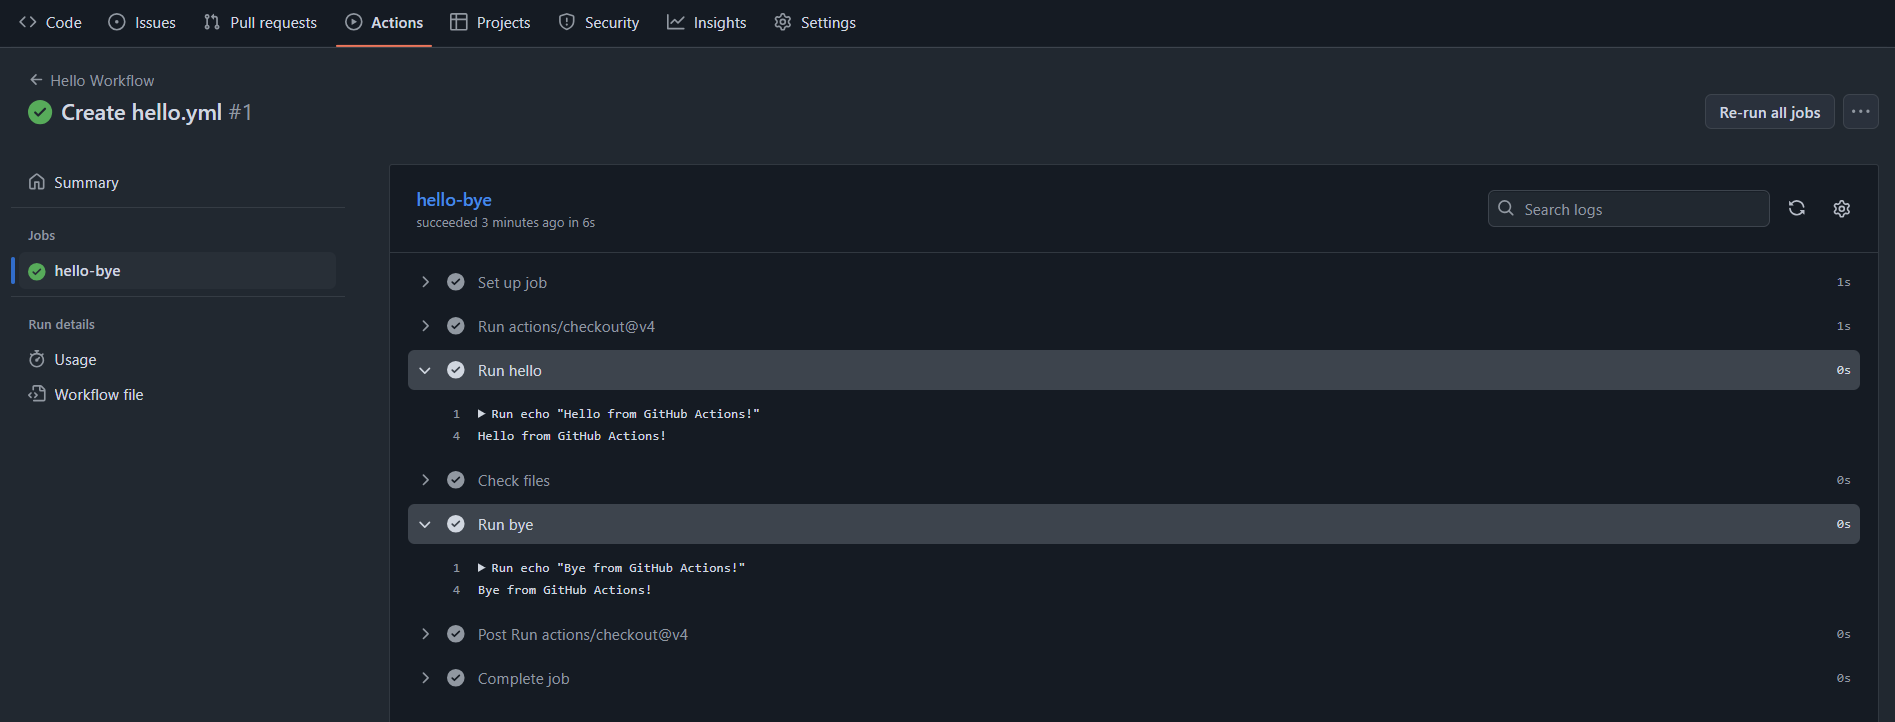 Code Issues Pull requests Actions Projects Security Insights Settings
Hello Workflow
Create hello.yml #1
Re-run all jobs
Summary
Jobs
hello-bye
Run details
Usage
Workflow file
hello-bye
succeeded 3 minutes ago in 6s
Search logs
Set up job 1s
Run actions/checkout@v4 1s
Run hello 0s
1 Run echo "Hello from GitHub Actions!"
4 Hello from GitHub Actions!
Check files 0s
Run bye 0s
1 Run echo "Bye from GitHub Actions!"
4 Bye from GitHub Actions!
Post Run actions/checkout@v4 0s
Complete job 0s